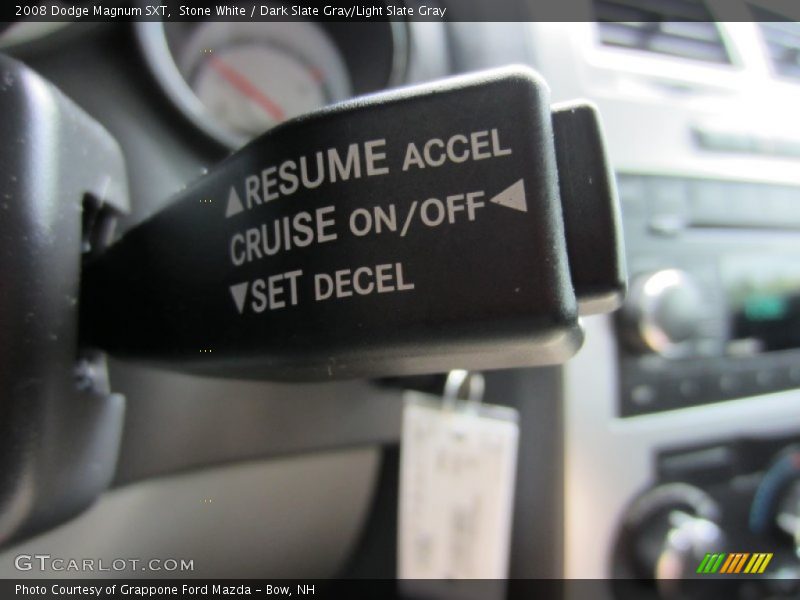 2008 Dodge Magnum SXT,  Stone White / Dark Slate Gray/Light Slate Gray
▲RESUME ACCEL
CRUISE ON/OFF◀
▼SET DECEL
GTCARLOT.COM
Photo Courtesy of Grappone Ford Mazda - Bow, NH